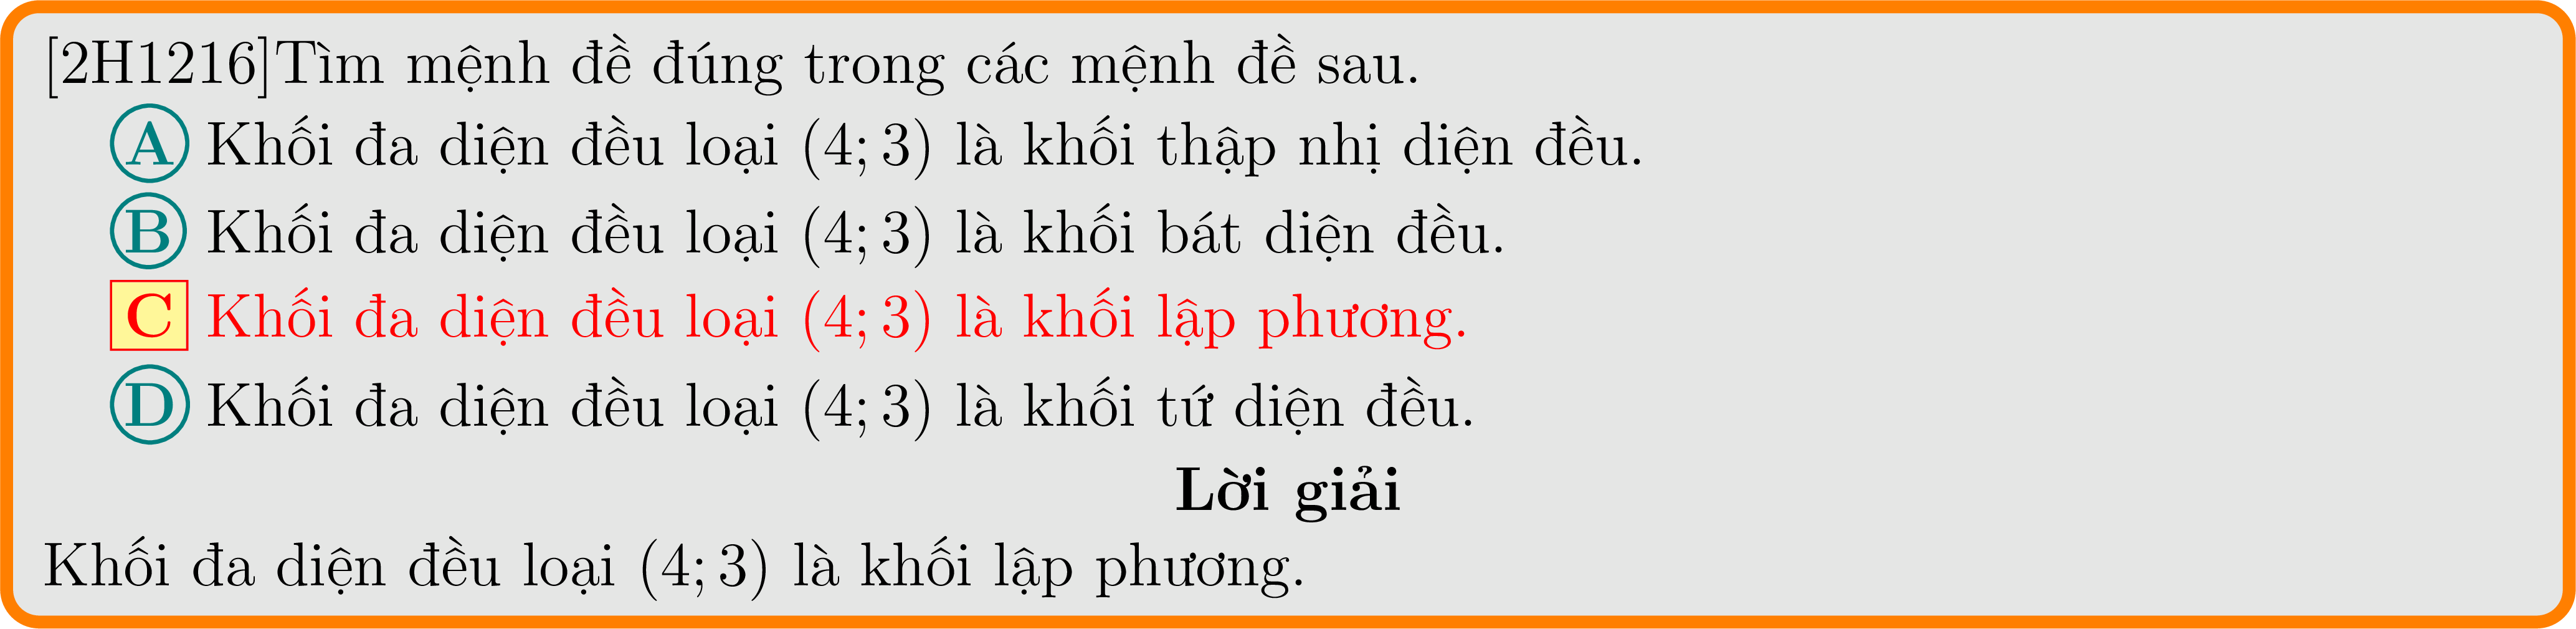 [2H1216]Tìm mệnh đề đúng trong các mệnh đề sau.
A Khối đa diện đều loại (4; 3) là khối thập nhị diện đều.
B Khối đa diện đều loại (4; 3) là khối bát diện đều.
C Khối đa diện đều loại (4; 3) là khối lập phương.
D Khối đa diện đều loại (4; 3) là khối tứ diện đều.
Lời giải
Khối đa diện đều loại (4; 3) là khối lập phương.